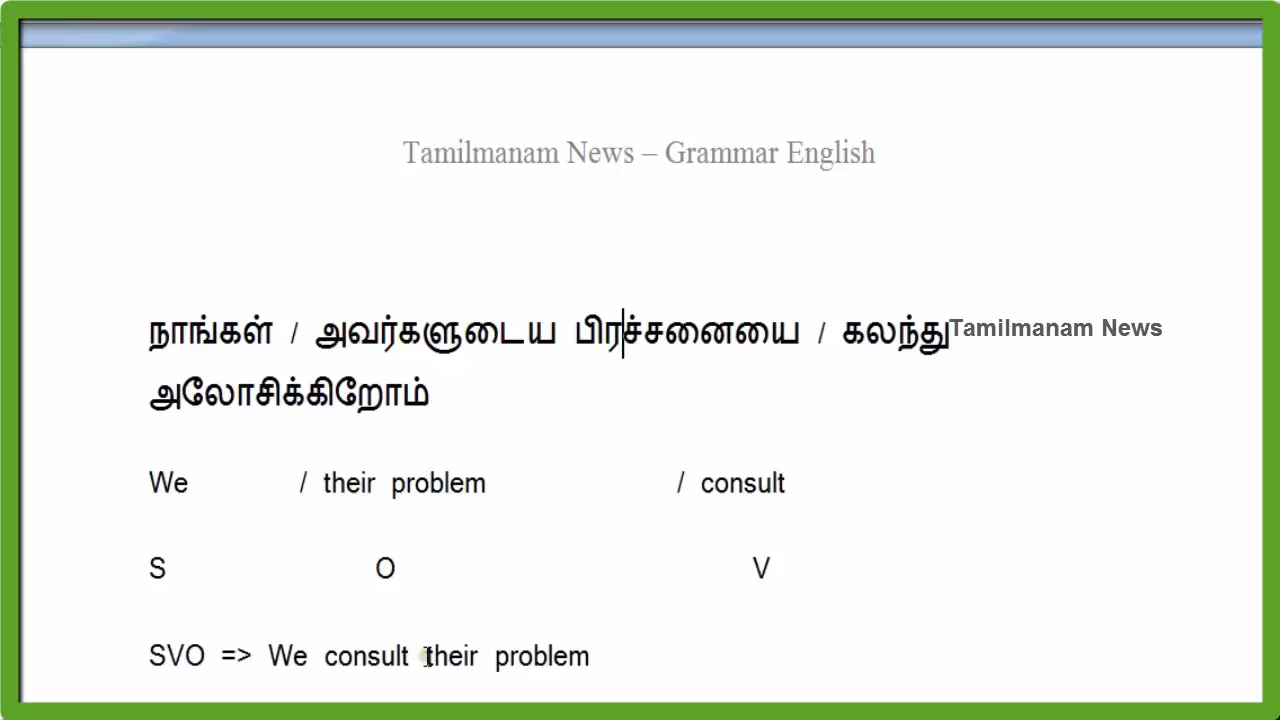 Tamilmanam News – Grammar English
நாங்கள் / அவர்களுடைய பிரச்சனையை / கலந்து
Tamilmanam News
அலோசிக்கிறோம்
We / their problem / consult
S O V
SVO => We consult their problem